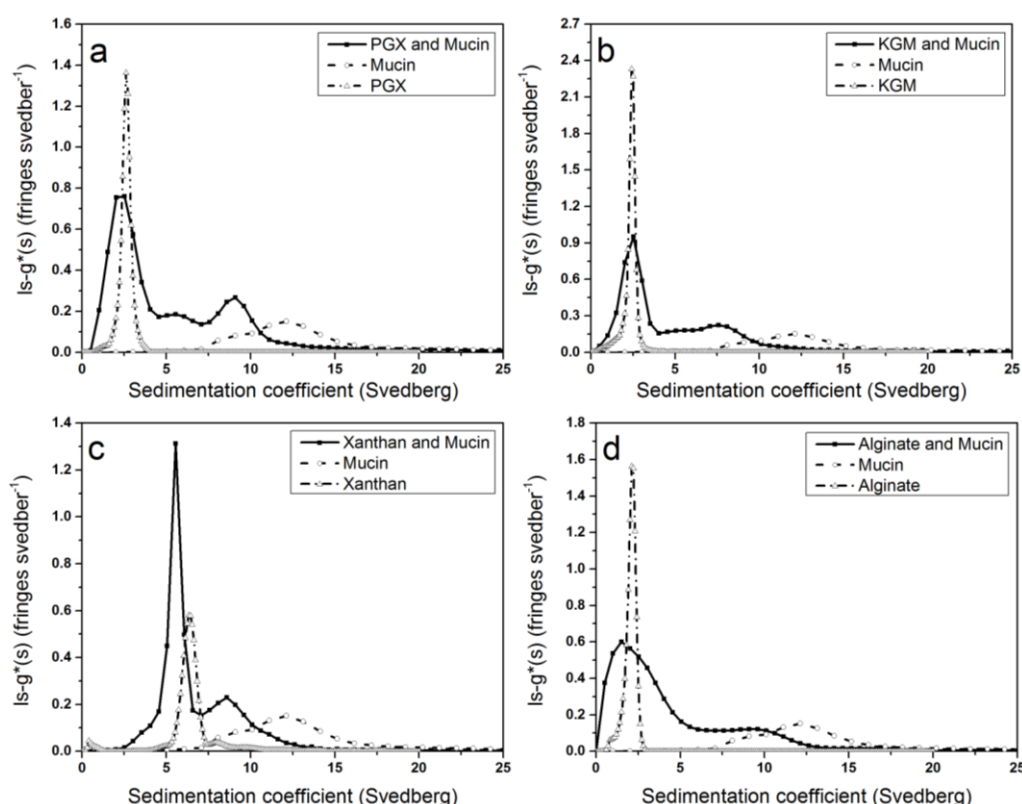 a
PGX and Mucin
Mucin
PGX
ls-g*(s) (fringes svedber-1)
1.6
1.4
1.2
1.0
0.8
0.6
0.4
0.2
0.0
0 5 10 15 20 25
Sedimentation coefficient (Svedberg)
b
KGM and Mucin
Mucin
KGM
ls-g*(s) (fringes svedber-1)
2.7
2.4
2.1
1.8
1.5
1.2
0.9
0.6
0.3
0.0
0 5 10 15 20 25
Sedimentation coefficient (Svedberg)
c
Xanthan and Mucin
Mucin
Xanthan
ls-g*(s) (fringes svedber-1)
1.4
1.2
1.0
0.8
0.6
0.4
0.2
0.0
0 5 10 15 20 25
Sedimentation coefficient (Svedberg)
d
Alginate and Mucin
Mucin
Alginate
ls-g*(s) (fringes svedber-1)
1.8
1.6
1.4
1.2
1.0
0.8
0.6
0.4
0.2
0.0
0 5 10 15 20 25
Sedimentation coefficient (Svedberg)